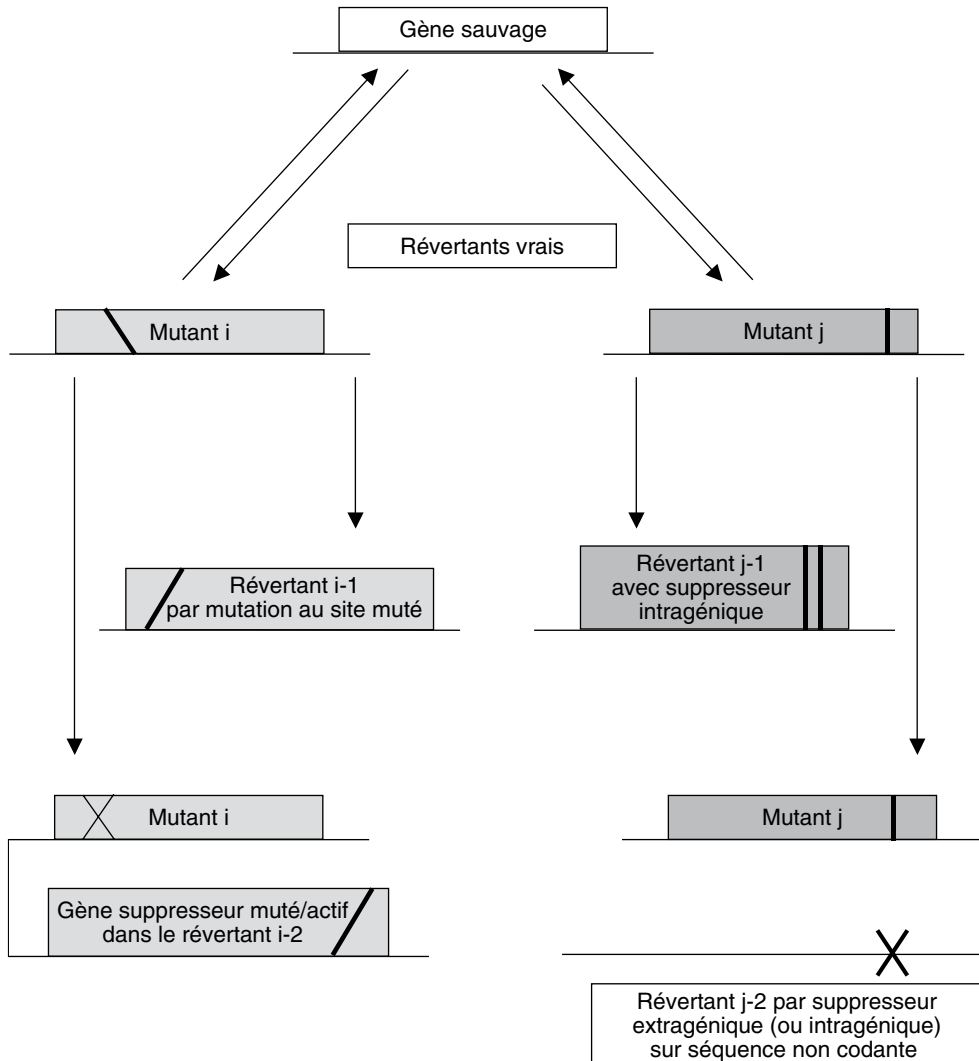 Gène sauvage
Révertants vrais
Mutant i
Mutant j
Révertant i-1
par mutation au site muté
Révertant j-1
avec suppresseur
intragénique
Mutant i
Mutant j
Gène suppresseur muté/actif
dans le révertant i-2
Révertant j-2 par suppresseur
extragénique (ou intragénique)
sur séquence non codante